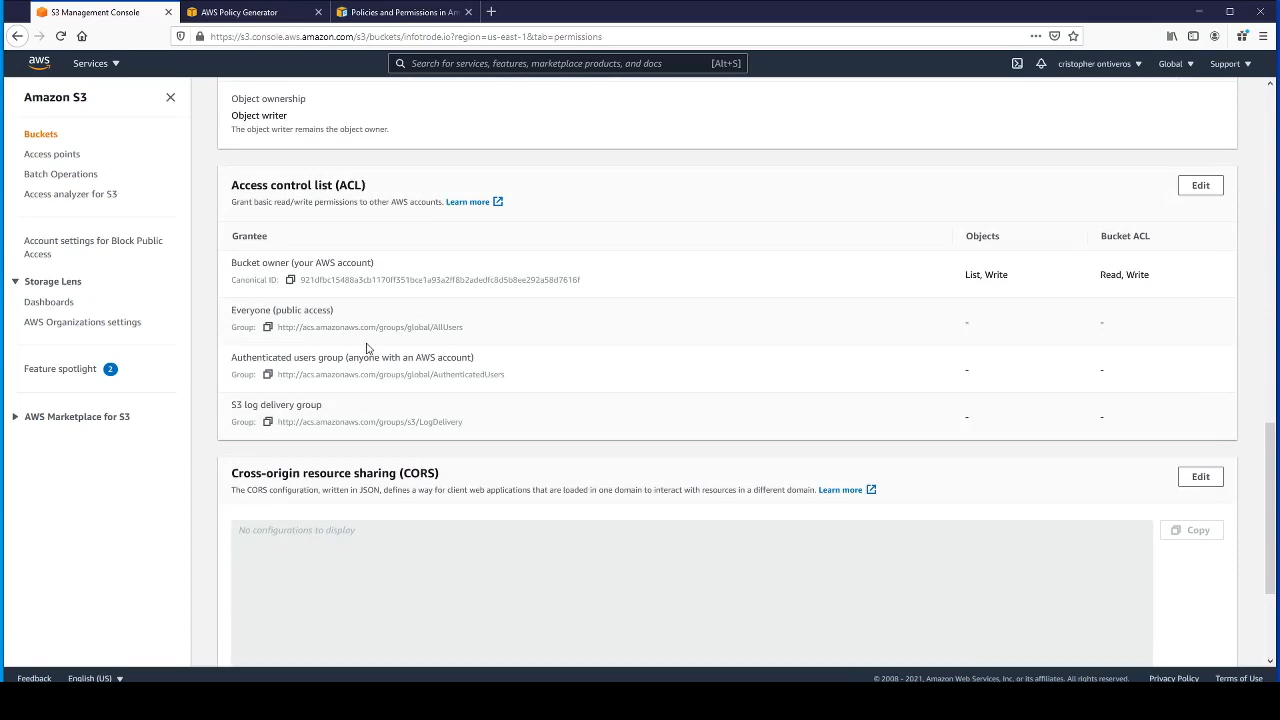 S3 Management Console
AWS Policy Generator
Policies and Permissions in Am
https://s3.console.aws.amazon.com/s3/buckets/infotrode.io?region=us-east-1&tab=permissions
aws
Services
Search for services, features, marketplace products, and docs
[Alt+S]
cristopher ontiveros
Global
Support
Amazon S3
Buckets
Access points
Batch Operations
Access analyzer for S3
Account settings for Block Public
Access
Storage Lens
Dashboards
AWS Organizations settings
Feature spotlight 2
AWS Marketplace for S3
Object ownership
Object writer
The object writer remains the object owner.
Access control list (ACL)
Edit
Grant basic read/write permissions to other AWS accounts. Learn more
Grantee
Objects
Bucket ACL
Bucket owner (your AWS account)
Canonical ID: 921dfbc15488a3cb1170ff351bce1a93a2ff8b2adedfc8d5b8ee292a58d7616f
List, Write
Read, Write
Everyone (public access)
Group: http://acs.amazonaws.com/groups/global/AllUsers
-
-
Authenticated users group (anyone with an AWS account)
Group: http://acs.amazonaws.com/groups/global/AuthenticatedUsers
-
-
S3 log delivery group
Group: http://acs.amazonaws.com/groups/s3/LogDelivery
-
-
Cross-origin resource sharing (CORS)
Edit
The CORS configuration, written in JSON, defines a way for client web applications that are loaded in one domain to interact with resources in a different domain. Learn more
No configurations to display
Copy
Feedback
English (US)
© 2008 - 2021, Amazon Web Services, Inc. or its affiliates. All rights reserved.
Privacy Policy
Terms of Use